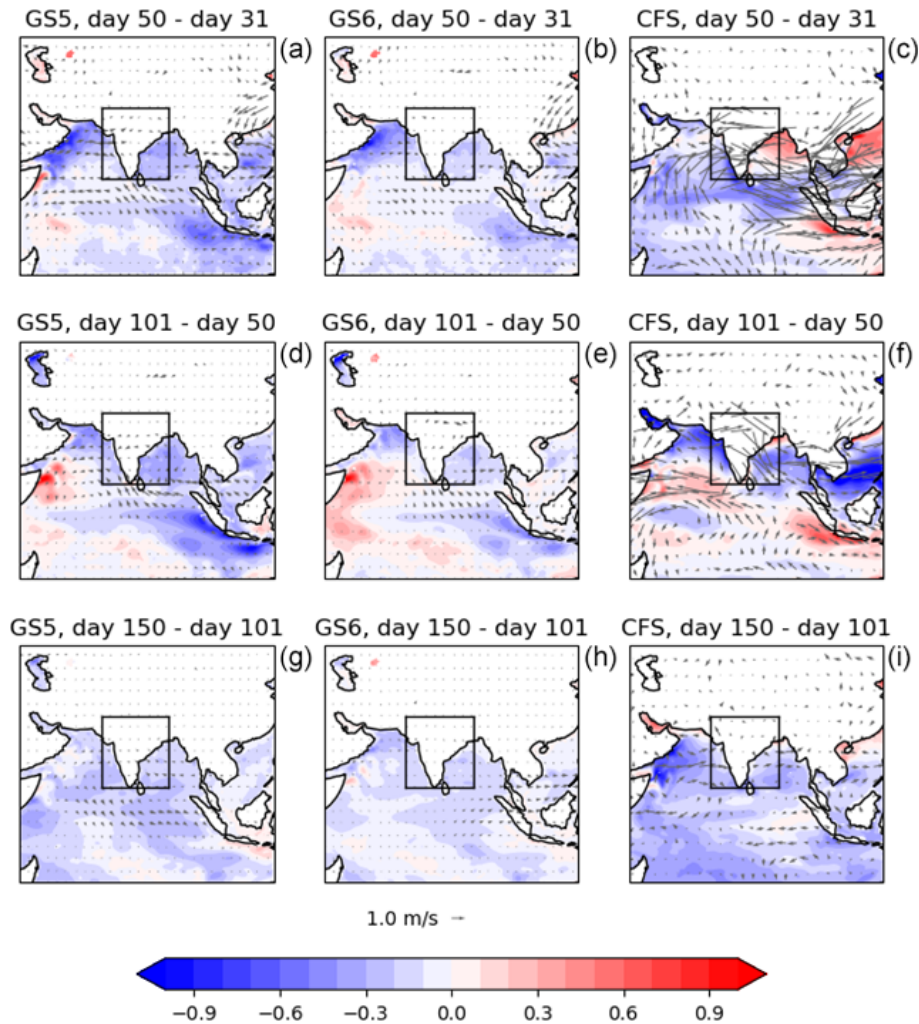 GS5, day 50 - day 31 (a)
GS6, day 50 - day 31 (b)
CFS, day 50 - day 31 (c)
GS5, day 101 - day 50 (d)
GS6, day 101 - day 50 (e)
CFS, day 101 - day 50 (f)
GS5, day 150 - day 101 (g)
GS6, day 150 - day 101 (h)
CFS, day 150 - day 101 (i)
1.0 m/s
−0.9 −0.6 −0.3 0.0 0.3 0.6 0.9